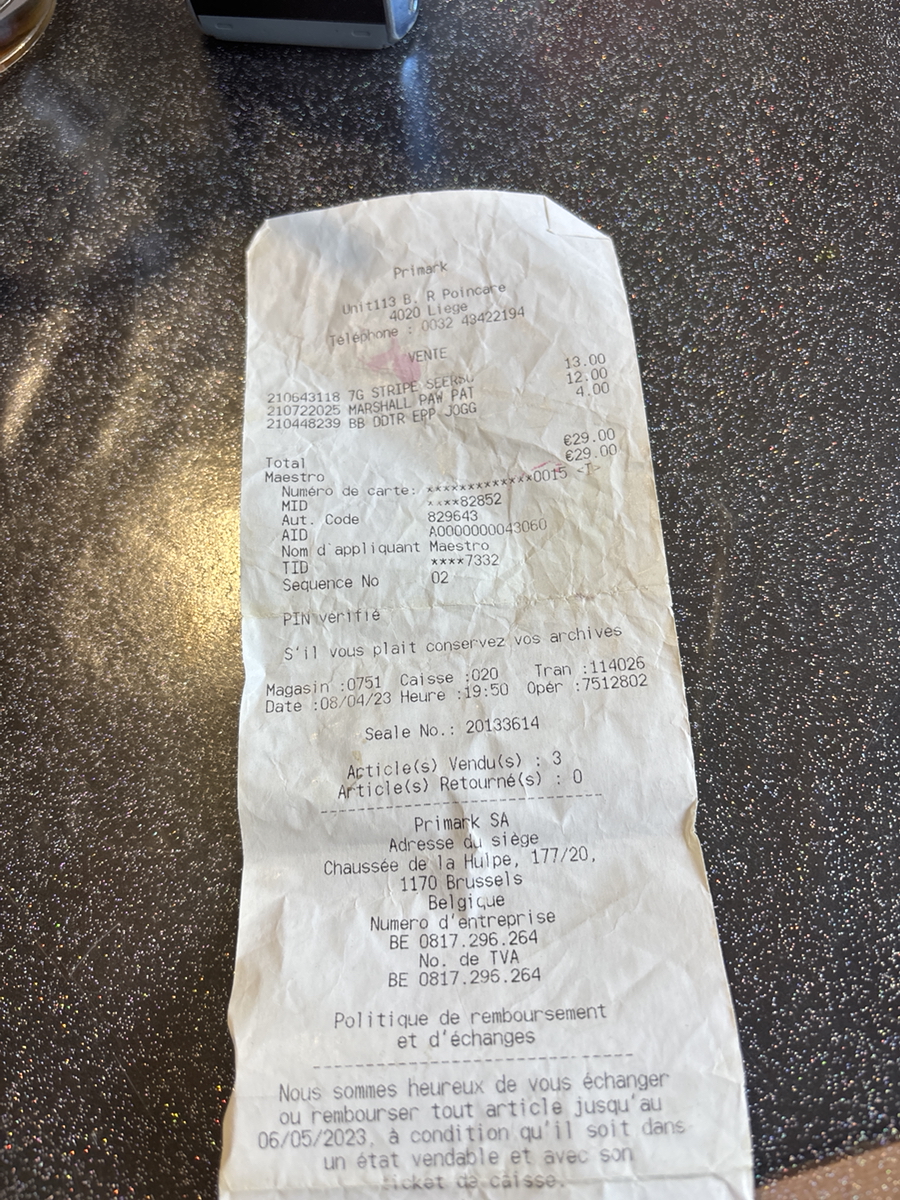 Primark
Unit113 B. R Poincare
4020 Liege
Téléphone : 0032 43422194
VENTE
210643118 7G STRIPE SEERSU 13.00
210722025 MARSHALL PAW PAT 12.00
210448239 BB DDTR EPP JOGG 4.00
Total €29.00
Maestro €29.00
Numéro de carte: *************0015 <T>
MID ****82852
Aut. Code 829643
AID A0000000043060
Nom d'appliquant Maestro
TID ****7332
Sequence No 02
PIN vérifié
S'il vous plait conservez vos archives
Magasin :0751 Caisse :020 Tran :114026
Date :08/04/23 Heure :19:50 Opér :7512802
Seale No.: 20133614
Article(s) Vendu(s) : 3
Article(s) Retourné(s) : 0
Primark SA
Adresse du siège
Chaussée de la Hulpe, 177/20,
1170 Brussels
Belgique
Numero d'entreprise
BE 0817.296.264
No. de TVA
BE 0817.296.264
Politique de remboursement
et d'échanges
Nous sommes heureux de vous échanger
ou rembourser tout article jusqu'au
06/05/2023, à condition qu'il soit dans
un état vendable et avec son
ticket de caisse.